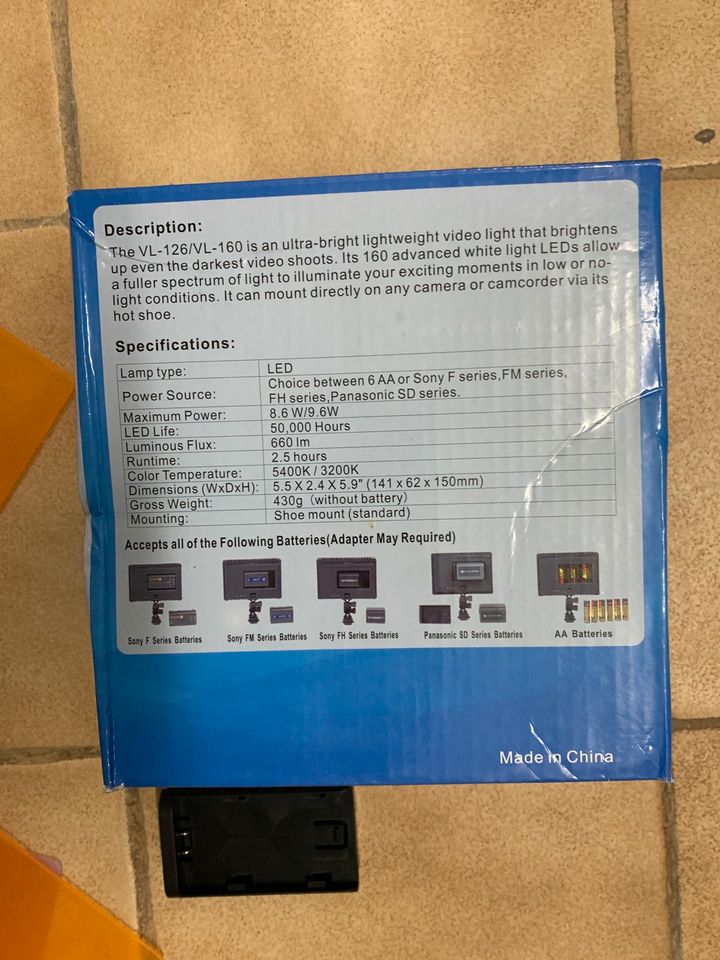 Description:
The VL-126/VL-160 is an ultra-bright lightweight video light that brightens
up even the darkest video shoots. Its 160 advanced white light LEDs allow
a fuller spectrum of light to illuminate your exciting moments in low or no-
light conditions. It can mount directly on any camera or camcorder via its
hot shoe.
Specifications:
Lamp type: LED
Power Source: Choice between 6 AA or Sony F series,FM series,
FH series,Panasonic SD series.
Maximum Power: 8.6 W/9.6W
LED Life: 50,000 Hours
Luminous Flux: 660 lm
Runtime: 2.5 hours
Color Temperature: 5400K / 3200K
Dimensions (WxDxH): 5.5 X 2.4 X 5.9" (141 x 62 x 150mm)
Gross Weight: 430g (without battery)
Mounting: Shoe mount (standard)
Accepts all of the Following Batteries(Adapter May Required)
Sony F Series Batteries
Sony FM Series Batteries
Sony FH Series Batteries
Panasonic SD Series Batteries
AA Batteries
Made in China